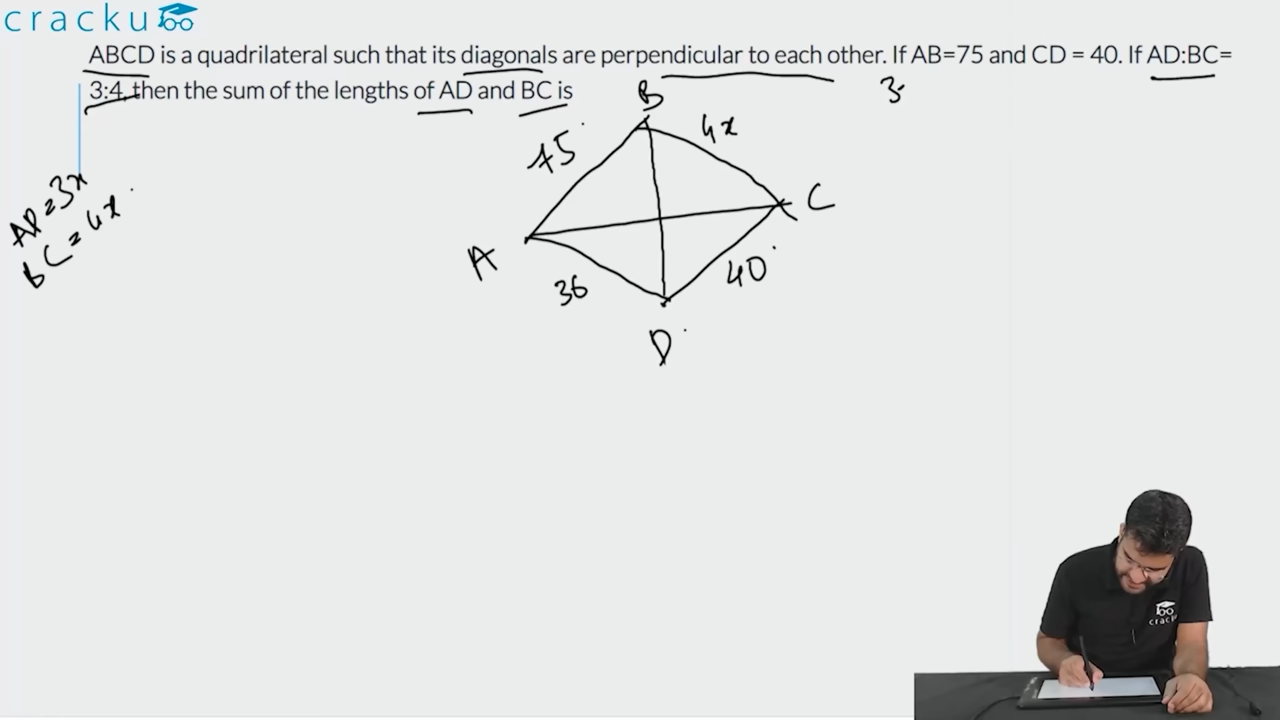 cracku
ABCD is a quadrilateral such that its diagonals are perpendicular to each other. If AB=75 and CD = 40. If AD:BC=
3:4, then the sum of the lengths of AD and BC is
3
B
4x
75
AD=3x
BC=4x
C
A
40
36
D
cracku